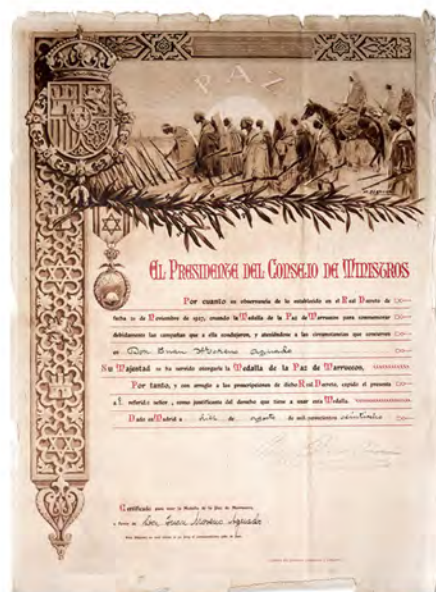 PAZ
EL PRESIDENTE DEL CONSEJO DE MINISTROS
Por cuanto en observancia de lo establecido en el Real Decreto de
fecha 21 de Noviembre de 1927, creando la Medalla de la Paz de Marruecos para conmemorar
debidamente las campañas que a ella condujeron, y atendiendo a las circunstancias que concurren
en Don Juan Moreno Aguado
Su Majestad se ha servido otorgarle la Medalla de la Paz de Marruecos,
Por tanto, y con arreglo a las prescripciones de dicho Real Decreto, expido el presente
a l referido señor, como justificante del derecho que tiene a usar esta Medalla.
Dado en Madrid a diez de agosto de mil novecientos veintiocho
Certificado para usar la Medalla de la Paz de Marruecos,
a favor de Don Juan Moreno Aguado